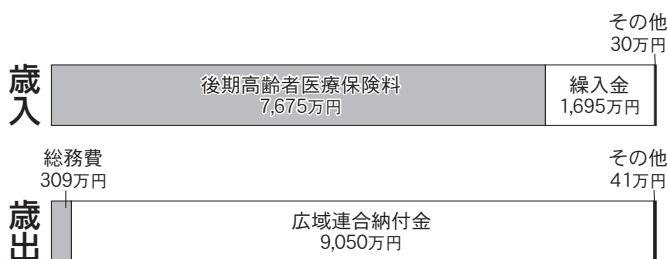 その他
30万円
歳入
後期高齢者医療保険料
7,675万円
繰入金
1,695万円
総務費
309万円
その他
41万円
歳出
広域連合納付金
9,050万円